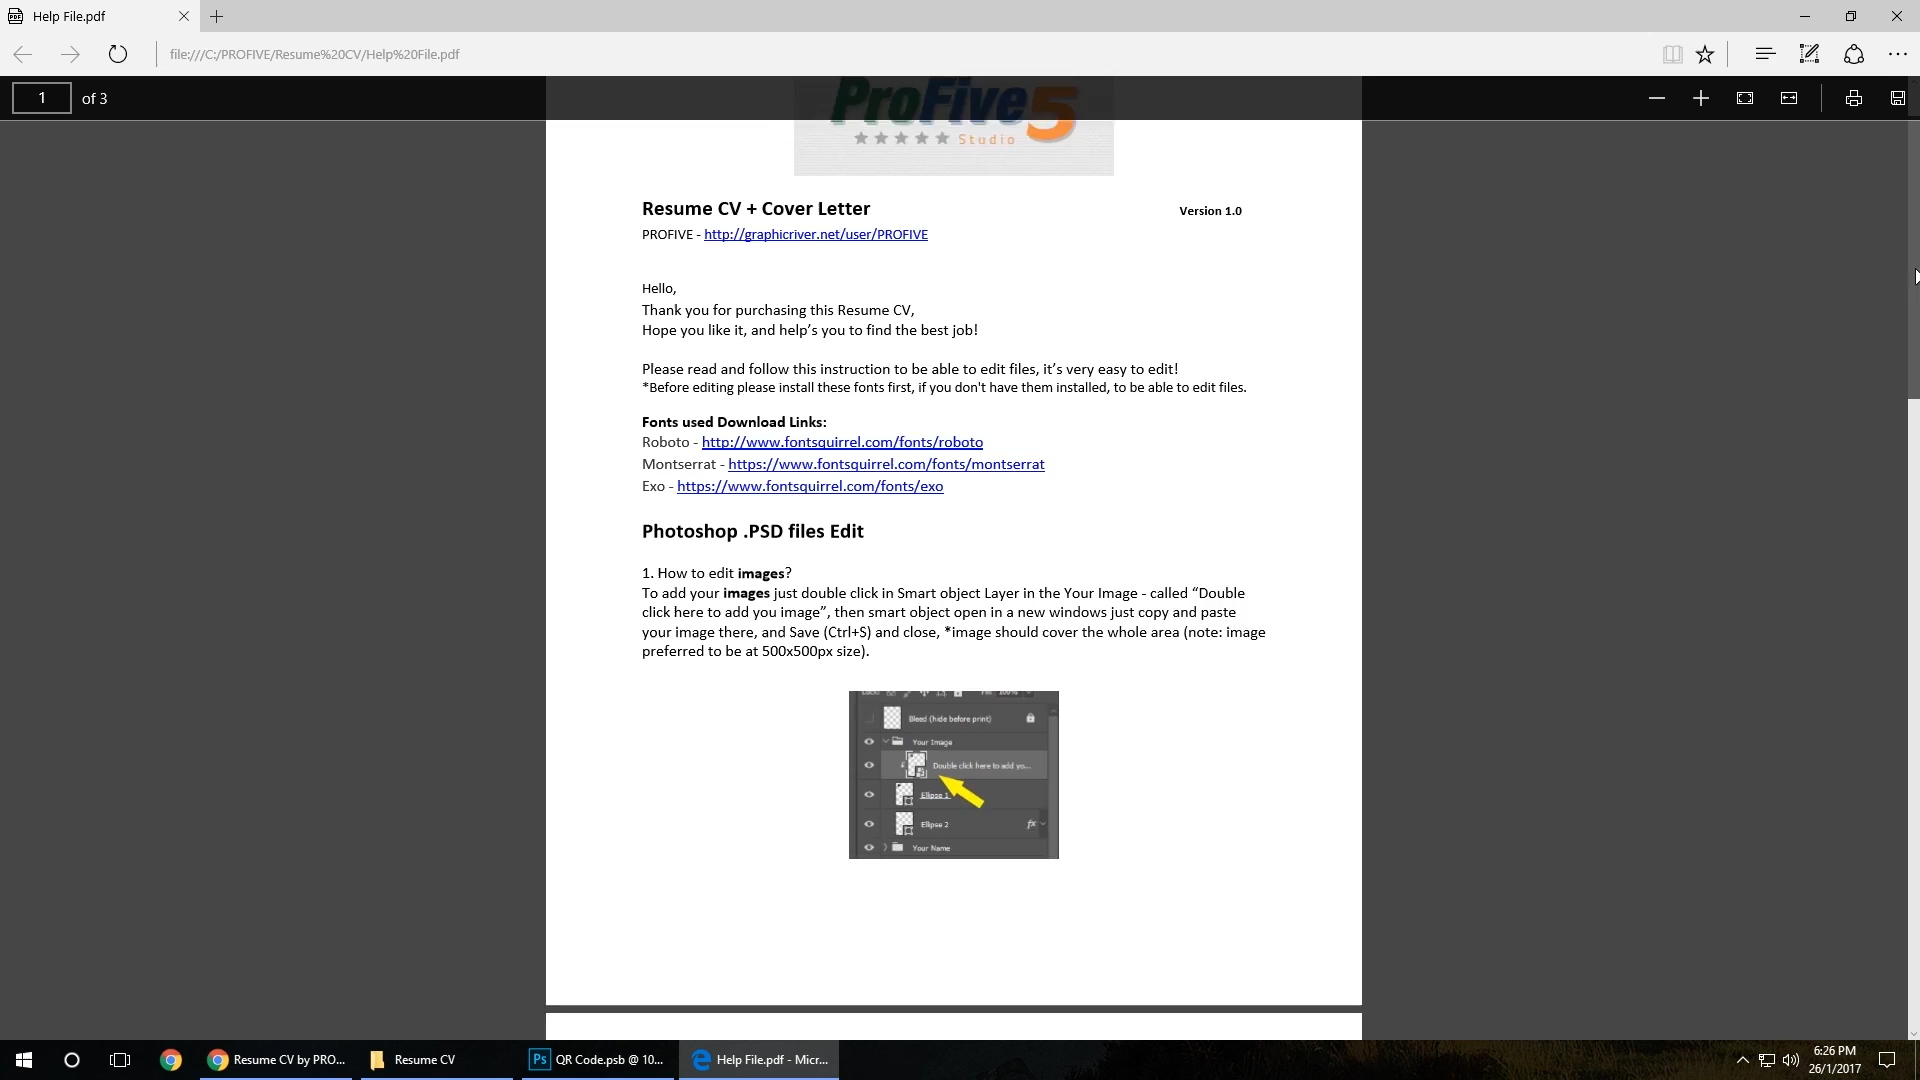 Help File.pdf
file:///C:/PROFIVE/Resume%20CV/Help%20File.pdf
1 of 3
ProFive5
Studio
Resume CV + Cover Letter
Version 1.0
PROFIVE - http://graphicriver.net/user/PROFIVE
Hello,
Thank you for purchasing this Resume CV,
Hope you like it, and help’s you to find the best job!
Please read and follow this instruction to be able to edit files, it’s very easy to edit!
*Before editing please install these fonts first, if you don't have them installed, to be able to edit files.
Fonts used Download Links:
Roboto - http://www.fontsquirrel.com/fonts/roboto
Montserrat - https://www.fontsquirrel.com/fonts/montserrat
Exo - https://www.fontsquirrel.com/fonts/exo
Photoshop .PSD files Edit
1. How to edit images?
To add your images just double click in Smart object Layer in the Your Image - called “Double
click here to add you image”, then smart object open in a new windows just copy and paste
your image there, and Save (Ctrl+S) and close, *image should cover the whole area (note: image
preferred to be at 500x500px size).
Bleed (hide before print)
Your Image
Double click here to add yo...
Ellipse 1
Ellipse 2
fx
Your Name
Resume CV by PRO...
Resume CV
Ps
QR Code.psb @ 10...
Help File.pdf - Micr...
6:26 PM
26/1/2017